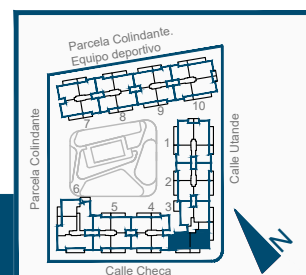 Parcela Colindante.
Equipo deportivo
10
9
8
7
Parcela Colindante
Calle Utande
1
2
3
4
5
6
Calle Checa
N